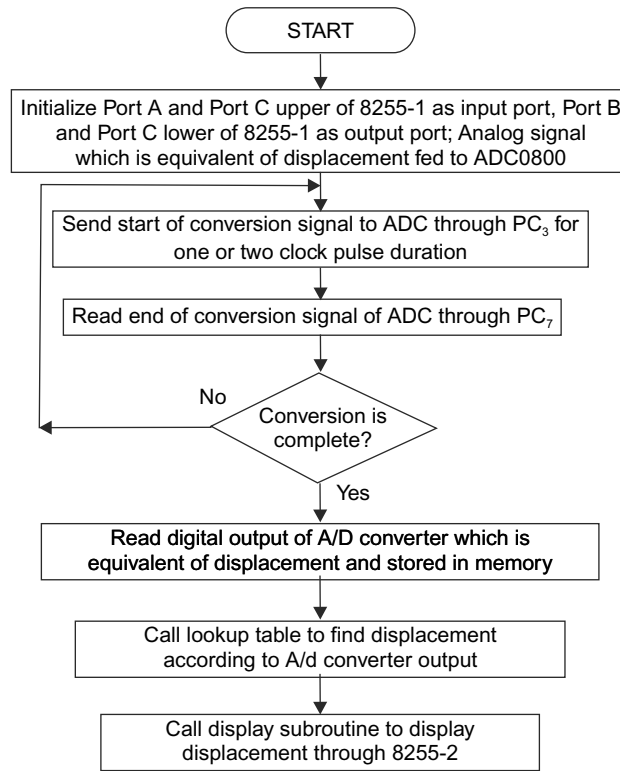 START
Initialize Port A and Port C upper of 8255-1 as input port, Port B
and Port C lower of 8255-1 as output port; Analog signal
which is equivalent of displacement fed to ADC0800
Send start of conversion signal to ADC through PC₃ for
one or two clock pulse duration
Read end of conversion signal of ADC through PC₇
No
Conversion is
complete?
Yes
Read digital output of A/D converter which is
equivalent of displacement and stored in memory
Call lookup table to find displacement
according to A/d converter output
Call display subroutine to display
displacement through 8255-2